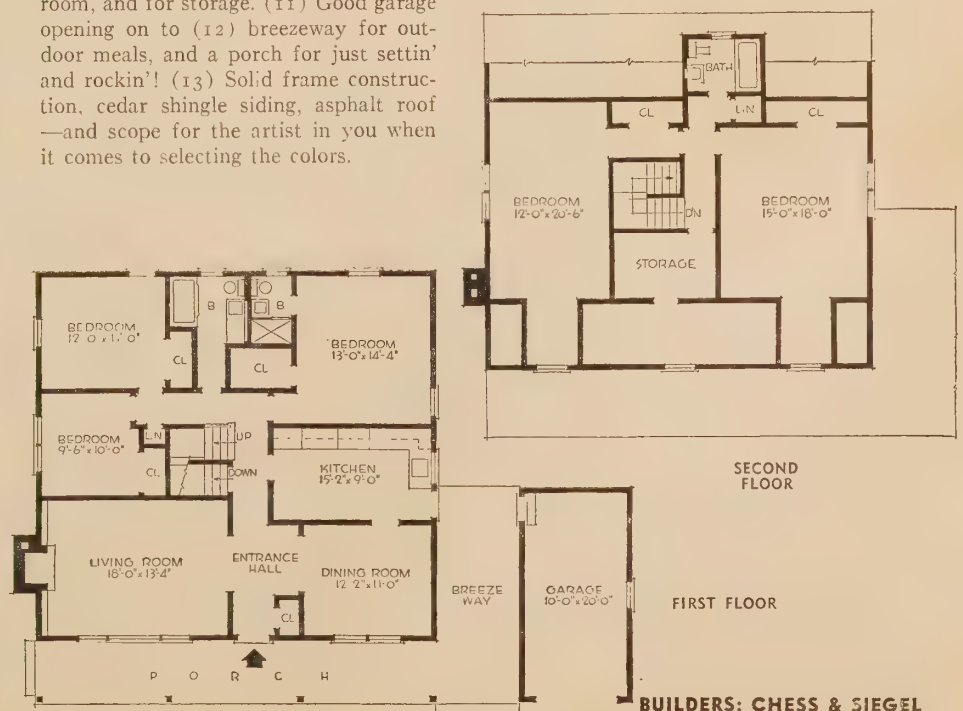 room, and for storage. (11) Good garage
opening on to (12) breezeway for out-
door meals, and a porch for just settin'
and rockin'! (13) Solid frame construc-
tion, cedar shingle siding, asphalt roof
—and scope for the artist in you when
it comes to selecting the colors.
BATH
CL
LIN
CL
BEDROOM
12'-0"x20'-6"
D'N
BEDROOM
15'-0"x18'-0"
STORAGE
SECOND
FLOOR
BEDROOM
B
B
BEDROOM
13'-0"x14'-4"
CL
CL
BEDROOM
9'-6"x10'-0"
LIN
CL
UP
DOWN
KITCHEN
15'-2"x9'-0"
LIVING ROOM
18'-0"x13'-4"
ENTRANCE
HALL
CL
DINING ROOM
12'-2"x11'-0"
BREEZE
WAY
GARAGE
10'-0"x20'-0"
FIRST FLOOR
PORCH
BUILDERS: CHESS & SIEGEL